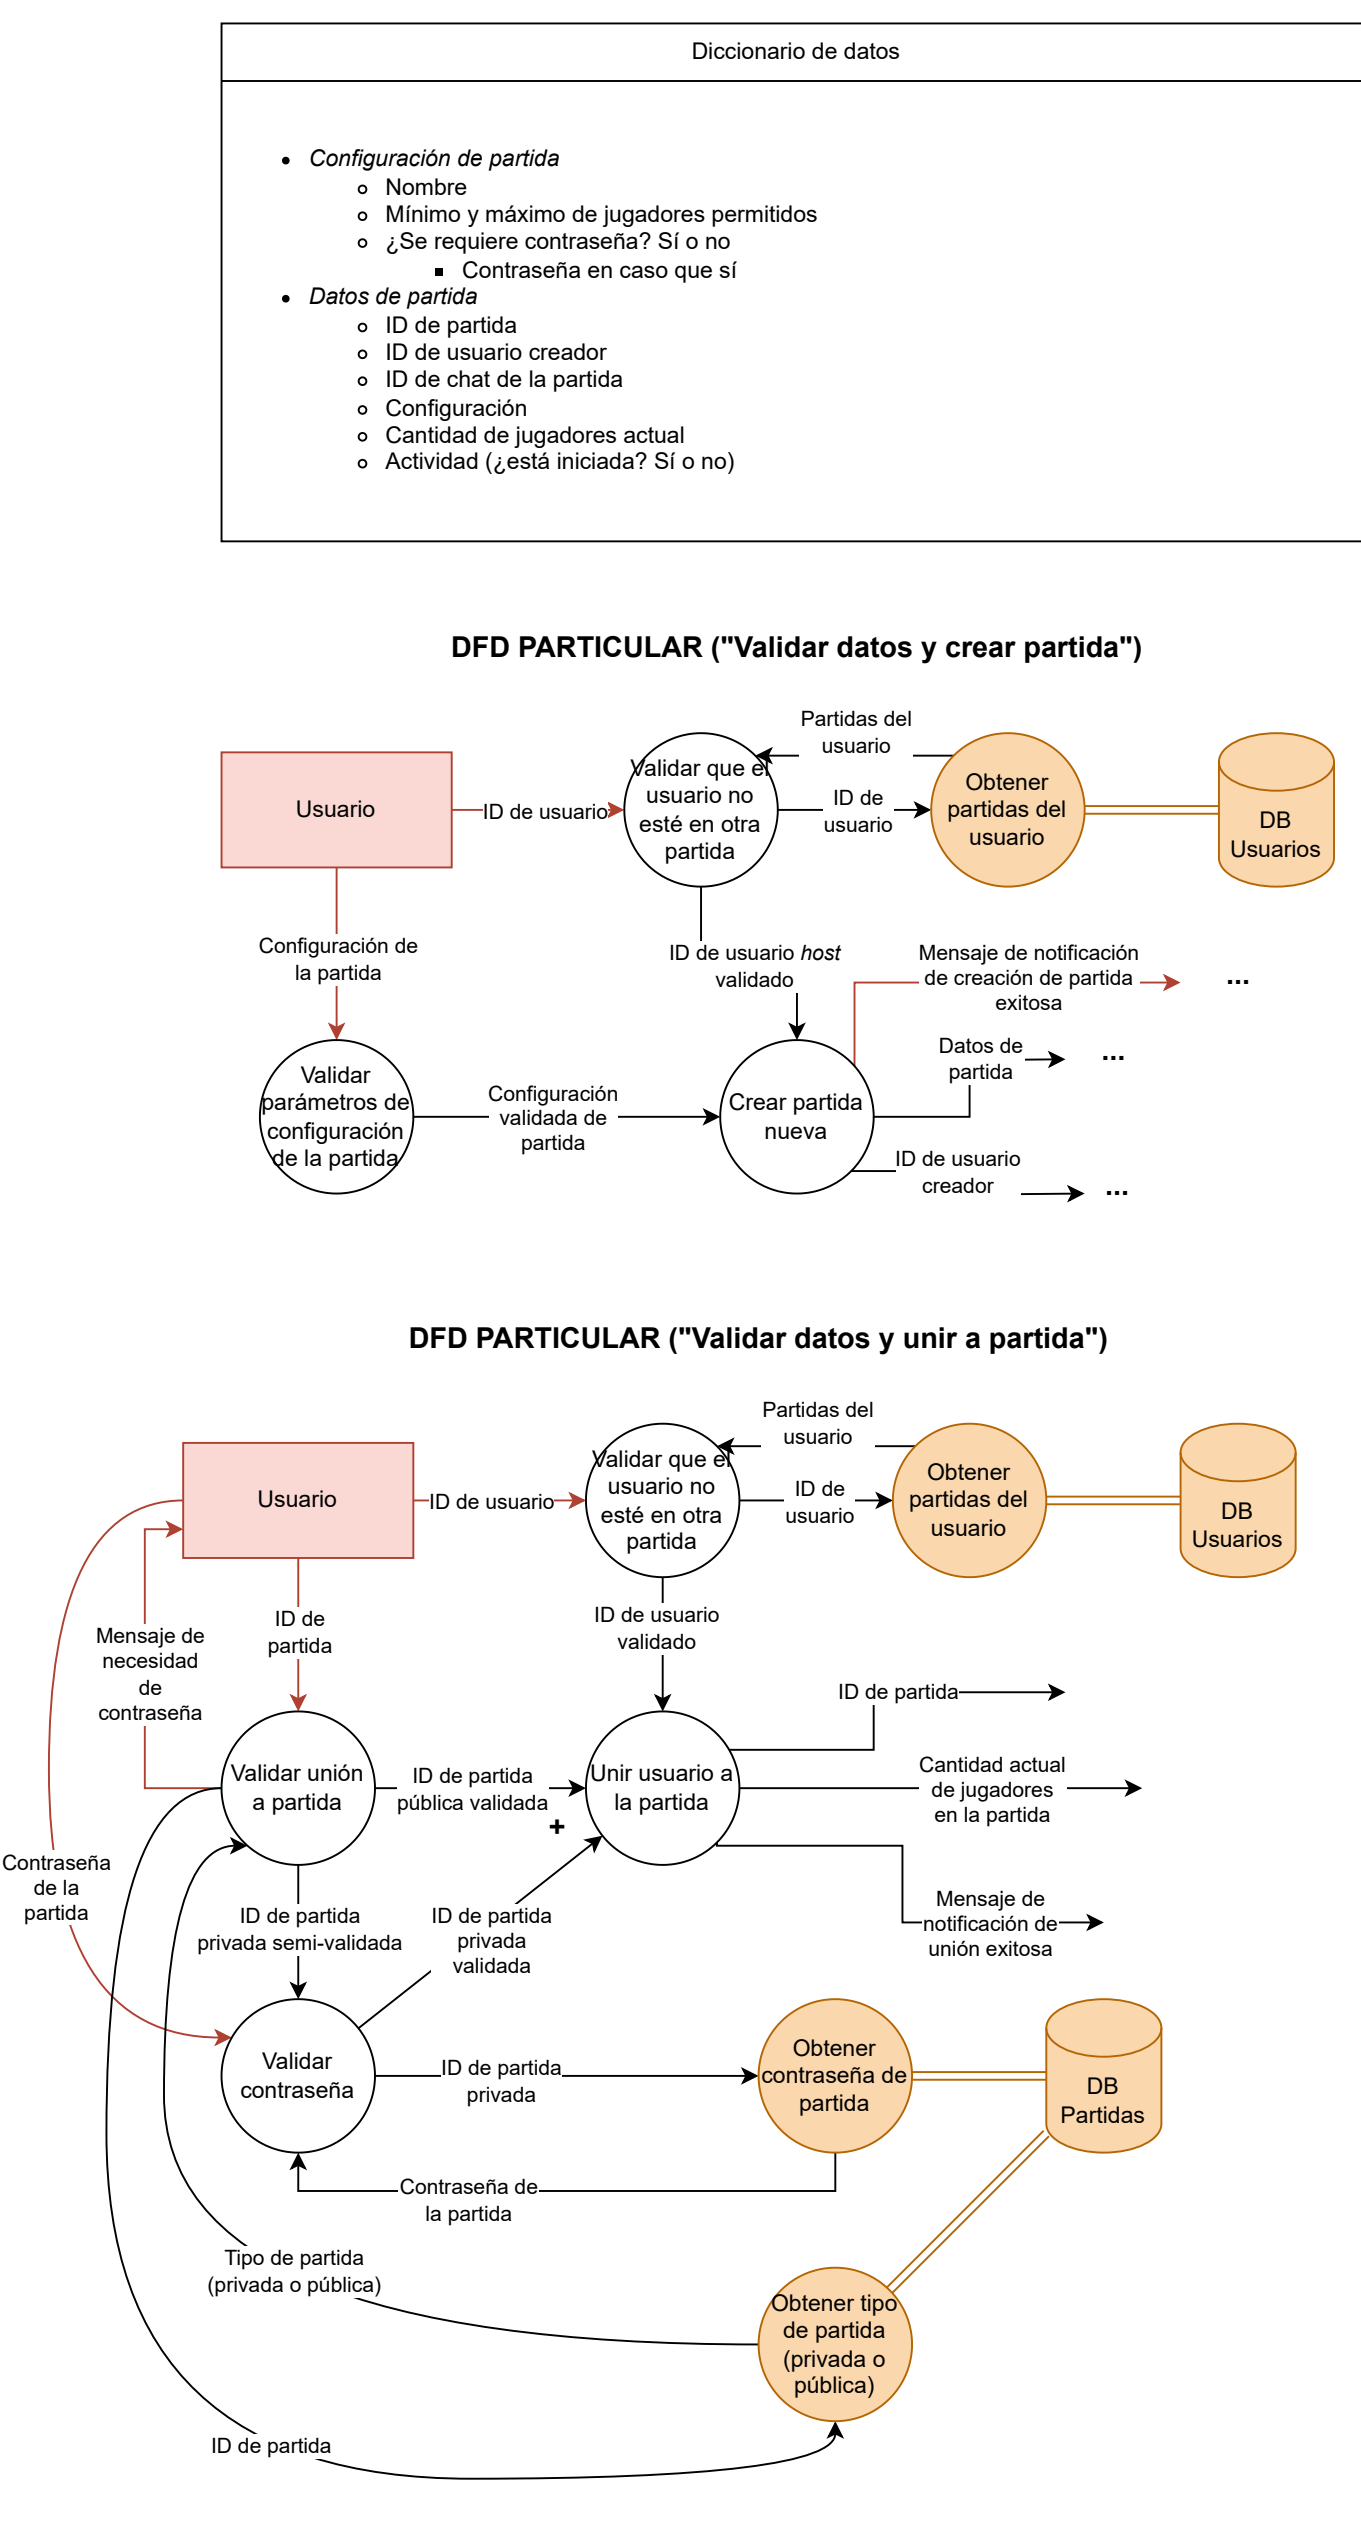 Diccionario de datos
Configuración de partida
Nombre
Mínimo y máximo de jugadores permitidos
¿Se requiere contraseña? Sí o no
Contraseña en caso que sí
Datos de partida
ID de partida
ID de usuario creador
ID de chat de la partida
Configuración
Cantidad de jugadores actual
Actividad (¿está iniciada? Sí o no)
DFD PARTICULAR ("Validar datos y crear partida")
Usuario
ID de usuario
Validar que el
usuario no
esté en otra
partida
Partidas del
usuario
ID de
usuario
Obtener
partidas del
usuario
DB
Usuarios
Configuración de
la partida
ID de usuario host
validado
Mensaje de notificación
de creación de partida
exitosa
...
Validar
parámetros de
configuración
de la partida
Configuración
validada de
partida
Crear partida
nueva
Datos de
partida
...
ID de usuario
creador
...
DFD PARTICULAR ("Validar datos y unir a partida")
Usuario
ID de usuario
Validar que el
usuario no
esté en otra
partida
Partidas del
usuario
ID de
usuario
Obtener
partidas del
usuario
DB
Usuarios
Mensaje de
necesidad
de
contraseña
ID de
partida
ID de usuario
validado
Validar unión
a partida
ID de partida
pública validada
+
Unir usuario a
la partida
ID de partida
Cantidad actual
de jugadores
en la partida
Mensaje de
notificación de
unión exitosa
Contraseña
de la
partida
ID de partida
privada semi-validada
ID de partida
privada
validada
Validar
contraseña
ID de partida
privada
Obtener
contraseña de
partida
DB
Partidas
Contraseña de
la partida
Tipo de partida
(privada o pública)
Obtener tipo
de partida
(privada o
pública)
ID de partida